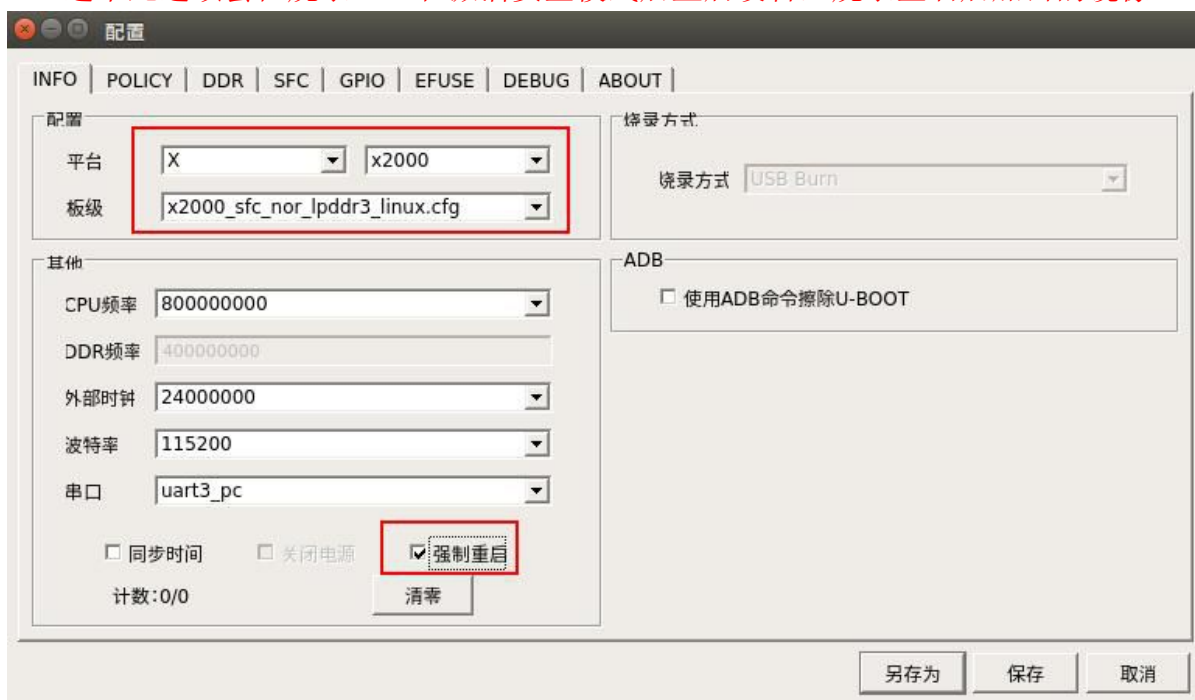 配置
INFO POLICY DDR SFC GPIO EFUSE DEBUG ABOUT
配置
平台 X x2000
板级 x2000_sfc_nor_lpddr3_linux.cfg
烧录方式
烧录方式 USB Burn
其他
CPU频率 800000000
DDR频率 400000000
外部时钟 24000000
波特率 115200
串口 uart3_pc
同步时间 关闭电源 强制重启
计数:0/0 清零
ADB
使用ADB命令擦除U-BOOT
另存为 保存 取消